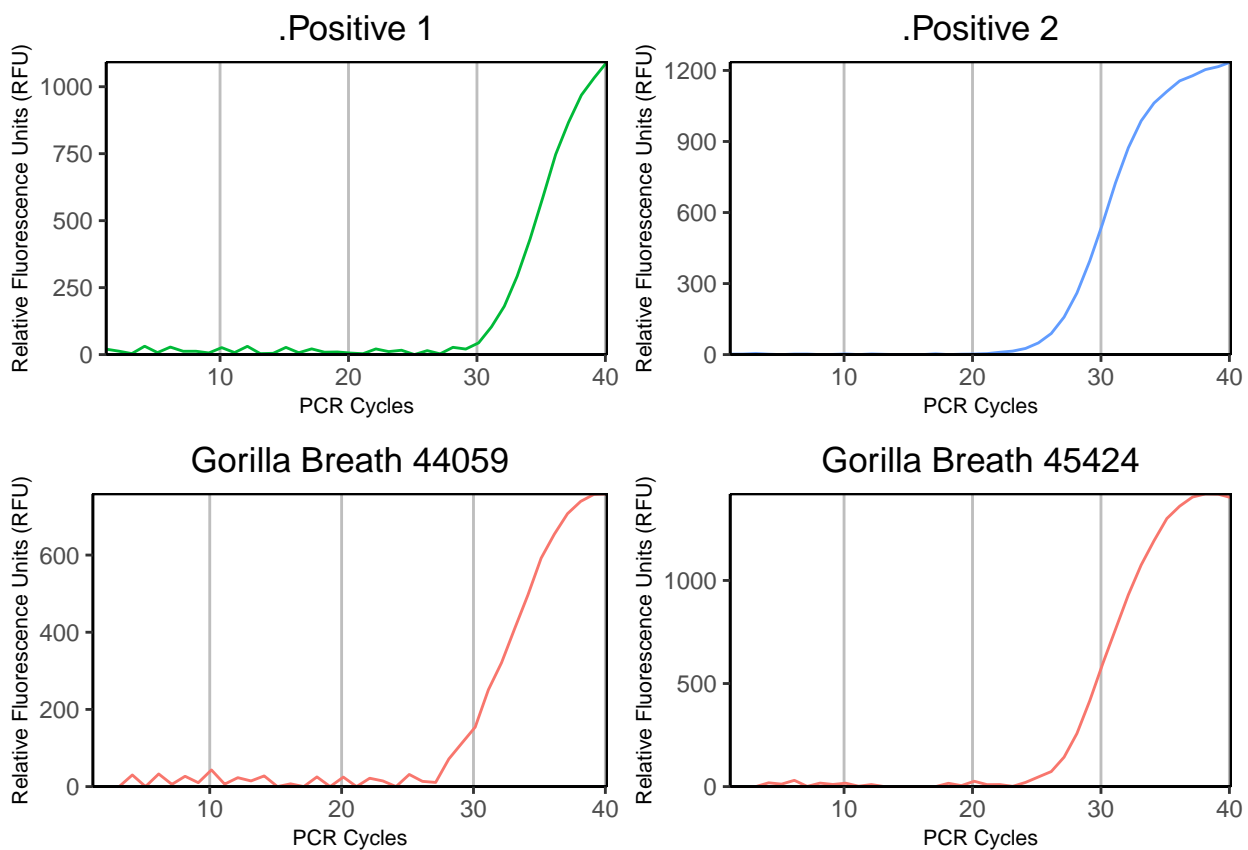 .Positive 1
Relative Fluorescence Units (RFU)
1000
750
500
250
0
10 20 30 40
PCR Cycles
.Positive 2
Relative Fluorescence Units (RFU)
1200
900
600
300
0
10 20 30 40
PCR Cycles
Gorilla Breath 44059
Relative Fluorescence Units (RFU)
600
400
200
0
10 20 30 40
PCR Cycles
Gorilla Breath 45424
Relative Fluorescence Units (RFU)
1000
500
0
10 20 30 40
PCR Cycles